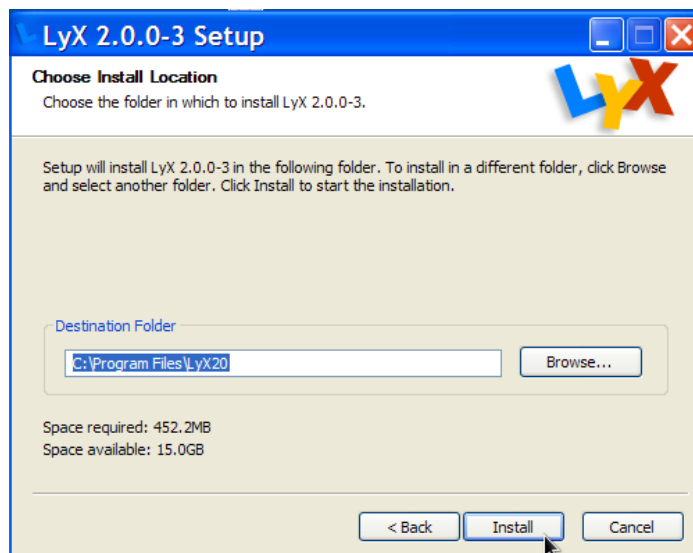 LyX 2.0.0-3 Setup
Choose Install Location
Choose the folder in which to install LyX 2.0.0-3.
LyX
Setup will install LyX 2.0.0-3 in the following folder. To install in a different folder, click Browse
and select another folder. Click Install to start the installation.
Destination Folder
C:\Program Files\LyX20
Browse...
Space required: 452.2MB
Space available: 15.0GB
< Back
Install
Cancel